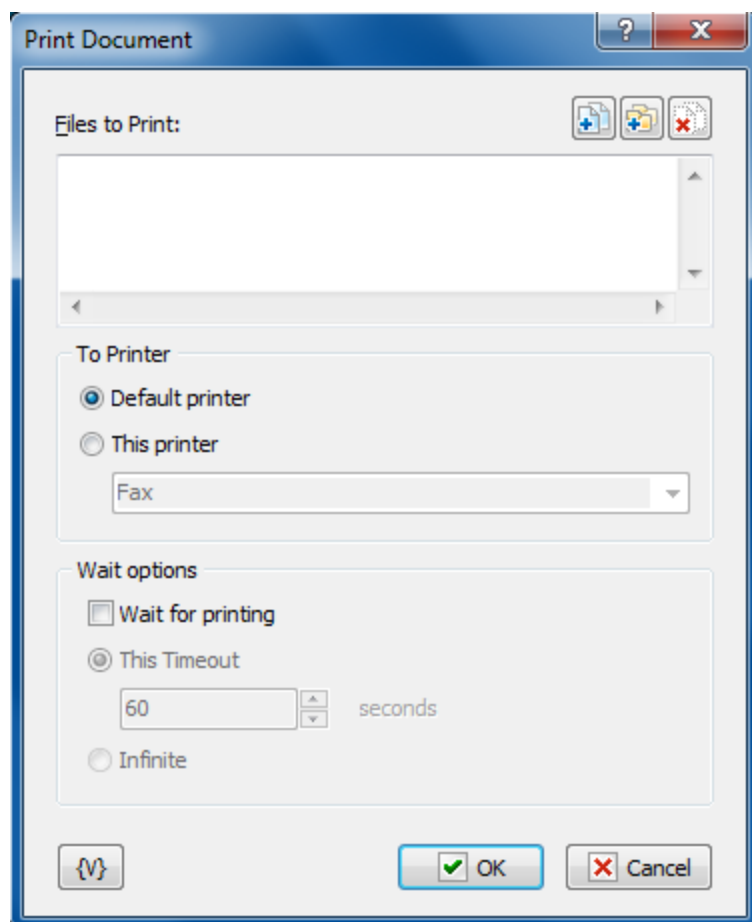 Print Document
?
Files to Print:
To Printer
Default printer
This printer
Fax
Wait options
Wait for printing
This Timeout
60 seconds
Infinite
{V} OK Cancel